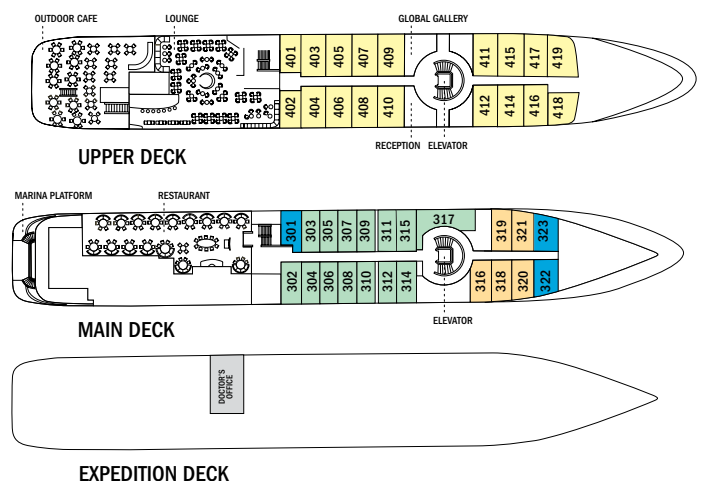 OUTDOOR CAFE LOUNGE GLOBAL GALLERY
401 403 405 407 409 411 415 417 419
402 404 406 408 410 412 414 416 418
RECEPTION ELEVATOR
UPPER DECK
MARINA PLATFORM RESTAURANT
301 303 305 307 309 311 315 317 319 321 323
302 304 306 308 310 312 314 316 318 320 322
ELEVATOR
MAIN DECK
DOCTOR'S
OFFICE
EXPEDITION DECK